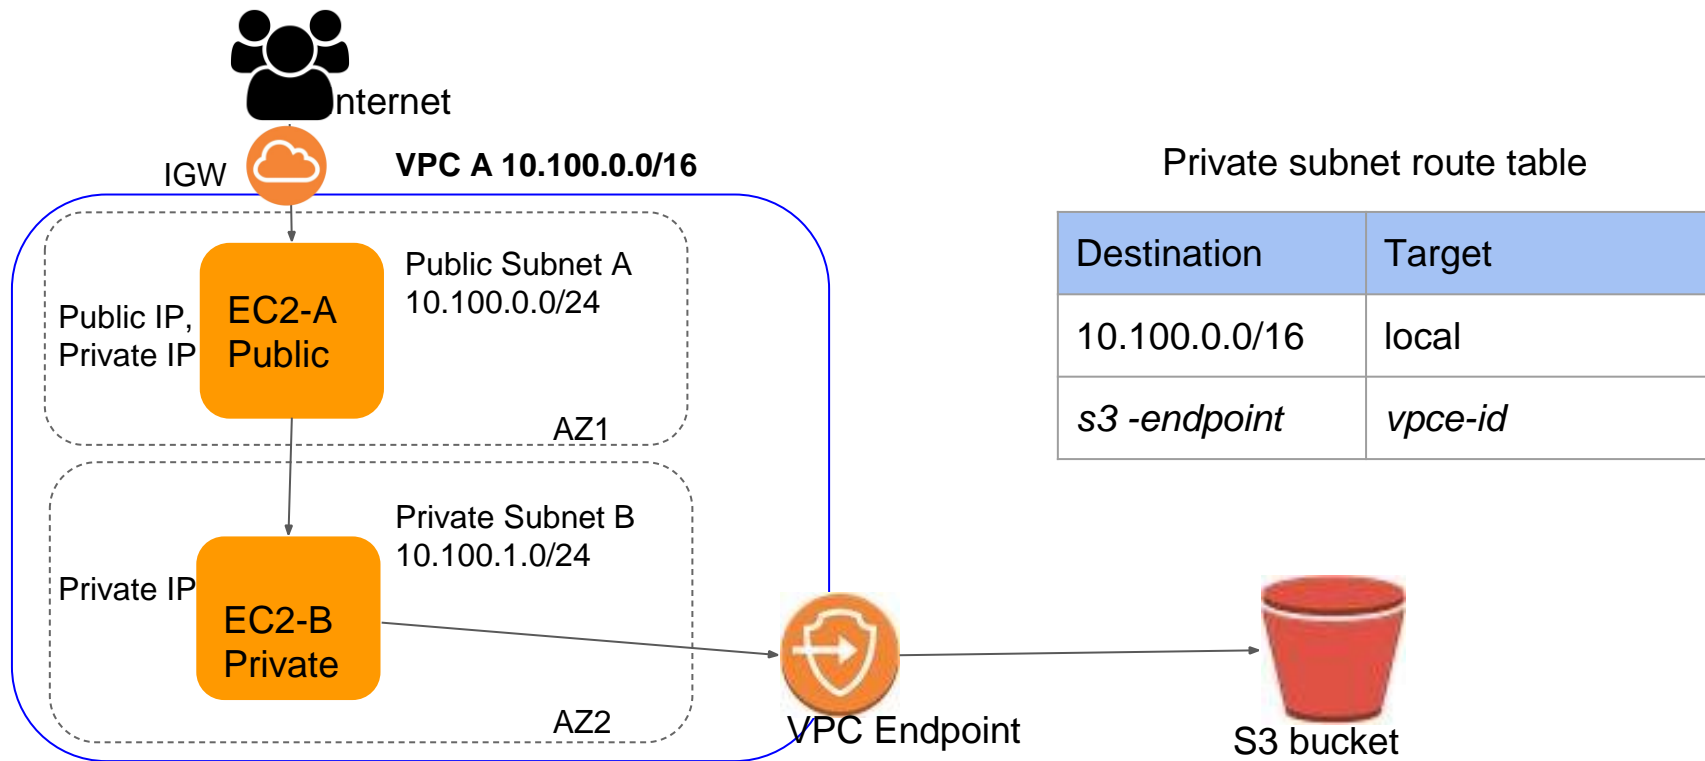 nternet
IGW
VPC A 10.100.0.0/16
Public Subnet A
10.100.0.0/24
Public IP,
Private IP
EC2-A
Public
AZ1
Private Subnet B
10.100.1.0/24
Private IP
EC2-B
Private
AZ2
VPC Endpoint
S3 bucket
Private subnet route table
Destination Target
10.100.0.0/16 local
s3 -endpoint vpce-id